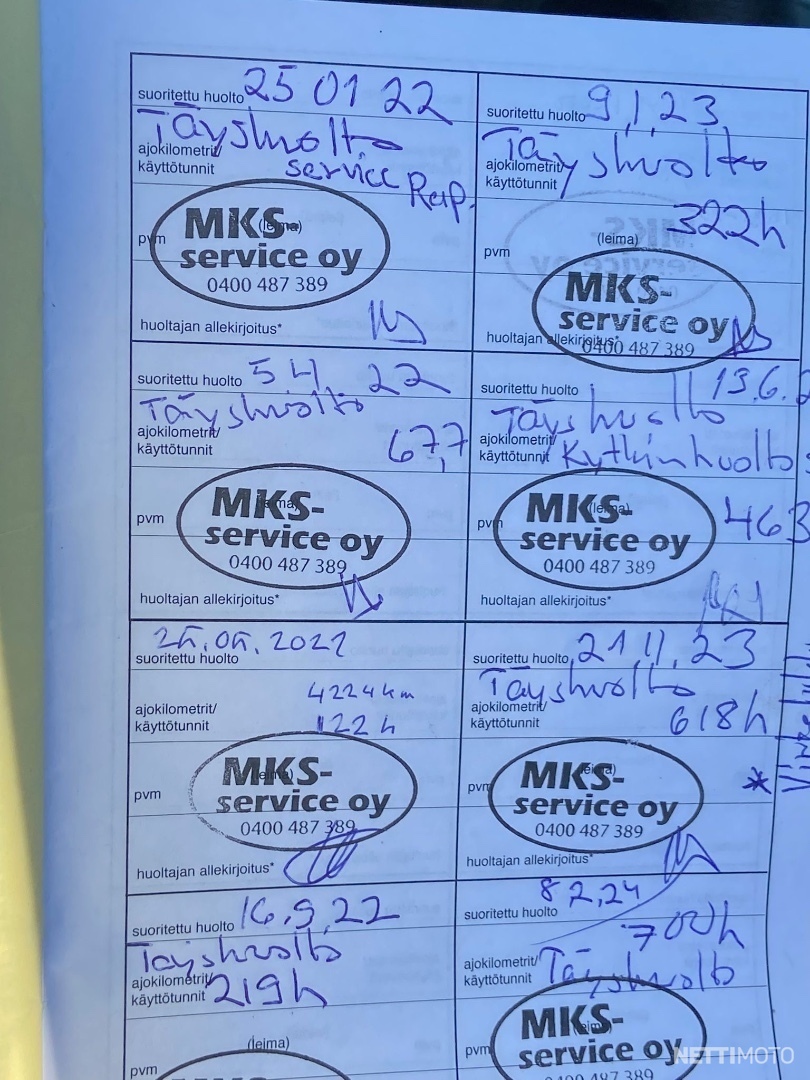 suoritettu huolto 25 01 22
Täyshuolto
ajokilometrit/
käyttötunnit service Rap.
pvm (leima)
MKS-
service oy
0400 487 389
huoltajan allekirjoitus*
suoritettu huolto 5 4 22
Täyshuolto
ajokilometrit/
käyttötunnit 67,7
pvm
MKS-
service oy
0400 487 389
huoltajan allekirjoitus*
suoritettu huolto
4224 km
ajokilometrit/
käyttötunnit 122 h
pvm (leima)
MKS-
service oy
0400 487 389
huoltajan allekirjoitus*
suoritettu huolto 16,9,22
Täyshuolto
ajokilometrit/
käyttötunnit 219h
(leima)
pvm
suoritettu huolto 9,1,23
Täyshuolto
ajokilometrit/
käyttötunnit
322h
(leima)
pvm
MKS-
service oy
0400 487 389
huoltajan allekirjoitus*
suoritettu huolto 13.6.2
Täyshuolto
ajokilometrit/
käyttötunnit Kytkinhuolto
463
pvm (leima)
MKS-
service oy
0400 487 389
huoltajan allekirjoitus*
suoritettu huolto 21,11,23
Täyshuolto
ajokilometrit/
käyttötunnit 618h
pvm (leima) *
MKS-
service oy
0400 487 389
huoltajan allekirjoitus*
8 2,24
suoritettu huolto
700h
ajokilometrit/
käyttötunnit Täyshuolto
MKS-
pvm service oy
0400 487 389
NETTIMOTO